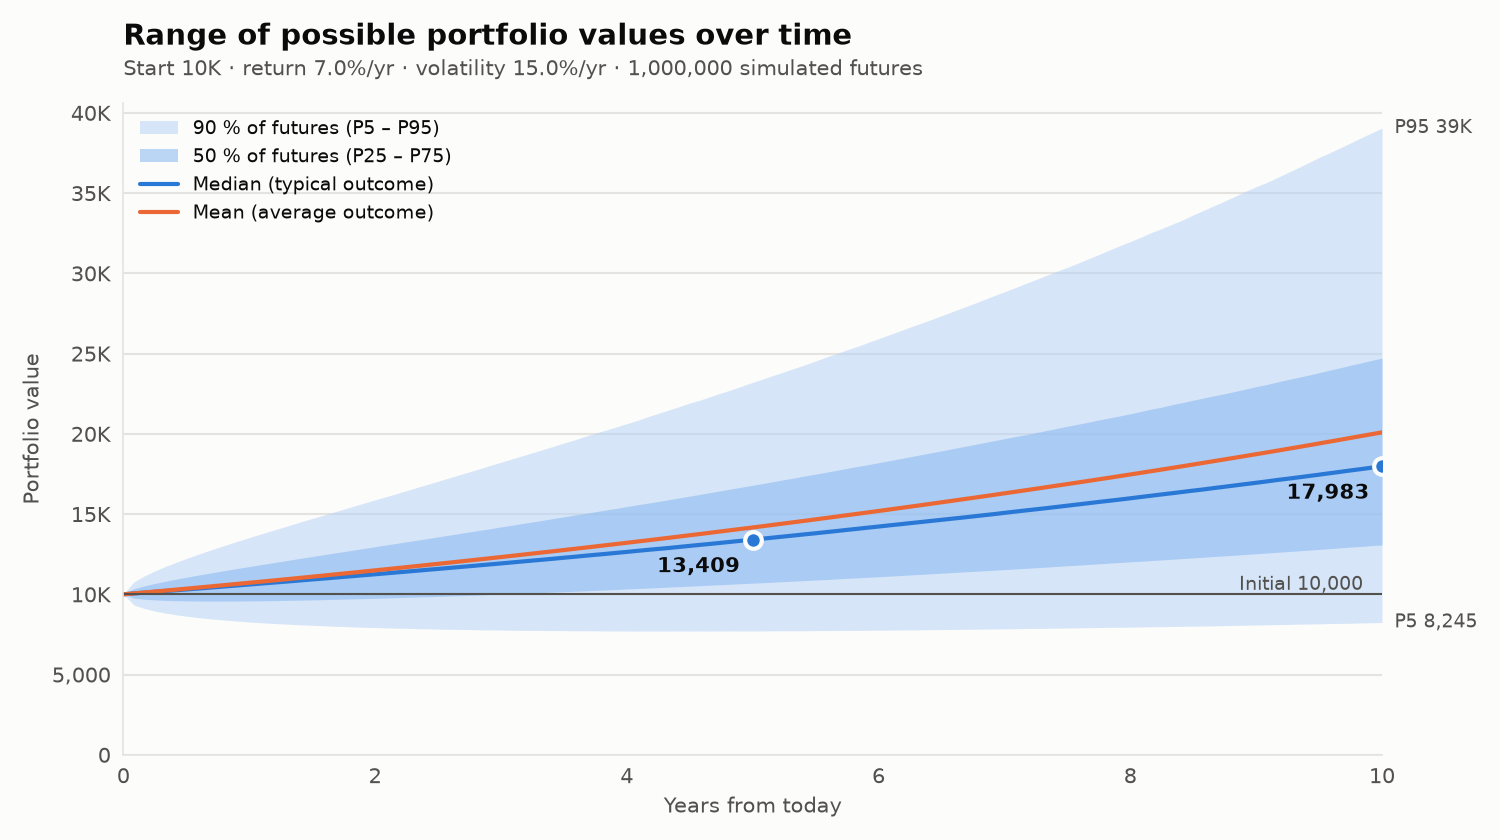 Range of possible portfolio values over time
Start 10K · return 7.0%/yr · volatility 15.0%/yr · 1,000,000 simulated futures
90 % of futures (P5 – P95)
50 % of futures (P25 – P75)
Median (typical outcome)
Mean (average outcome)
Portfolio value
40K
35K
30K
25K
20K
15K
10K
5,000
0
P95 39K
17,983
13,409
Initial 10,000
P5 8,245
0
2
4
6
8
10
Years from today